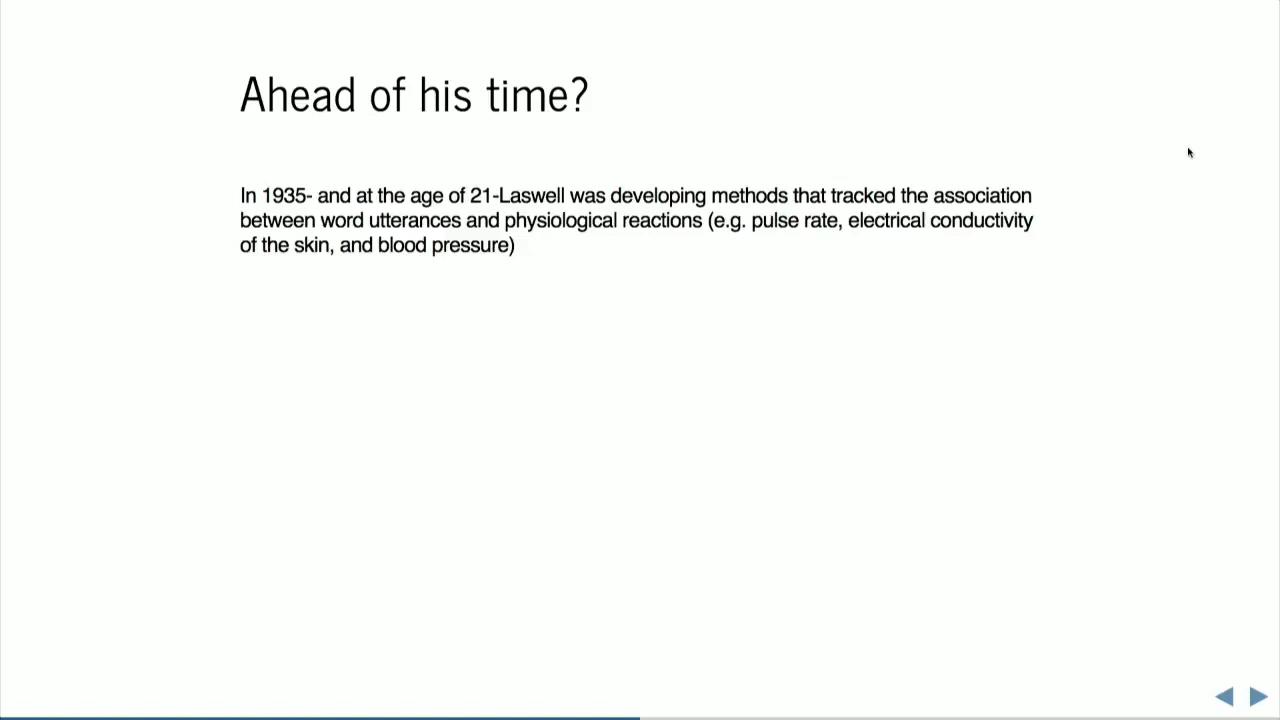 Ahead of his time?
In 1935- and at the age of 21-Laswell was developing methods that tracked the association
between word utterances and physiological reactions (e.g. pulse rate, electrical conductivity
of the skin, and blood pressure)